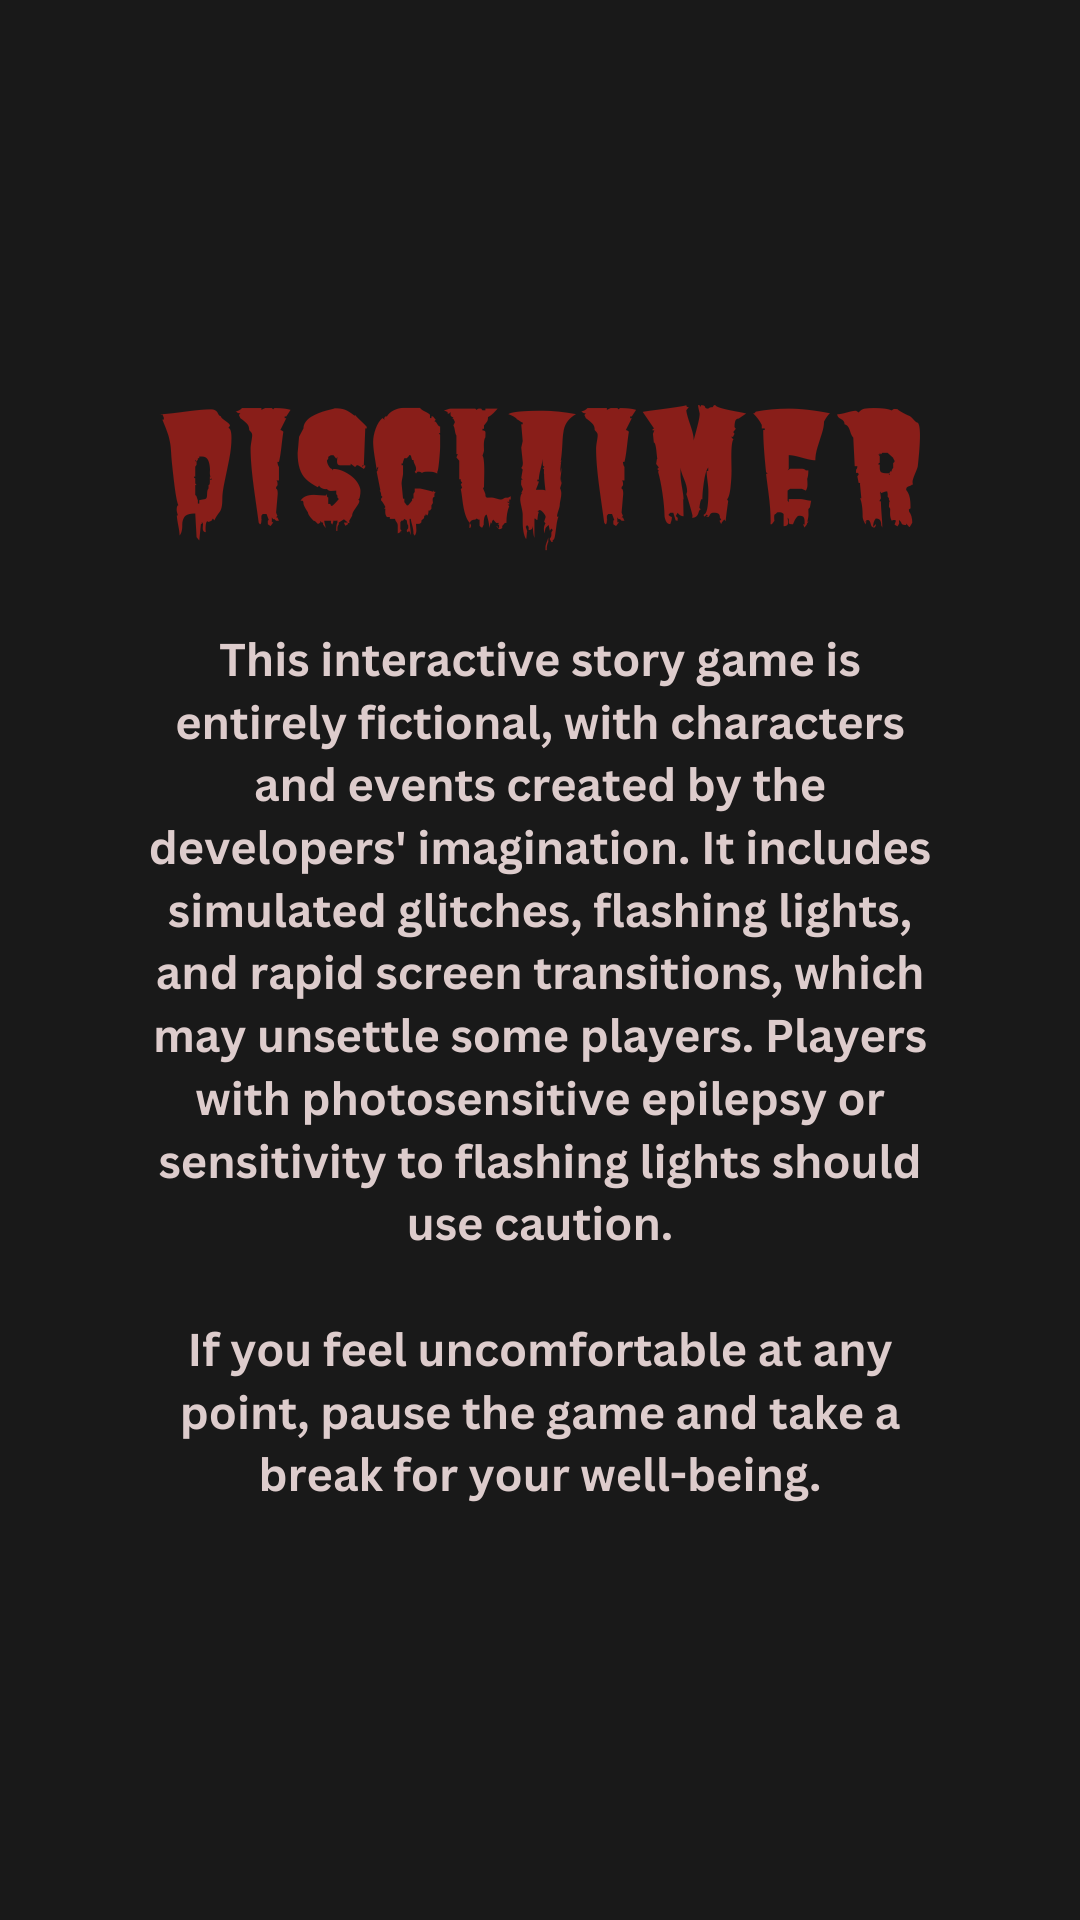 DISCLAIMER
This interactive story game is
entirely fictional, with characters
and events created by the
developers' imagination. It includes
simulated glitches, flashing lights,
and rapid screen transitions, which
may unsettle some players. Players
with photosensitive epilepsy or
sensitivity to flashing lights should
use caution.
If you feel uncomfortable at any
point, pause the game and take a
break for your well-being.